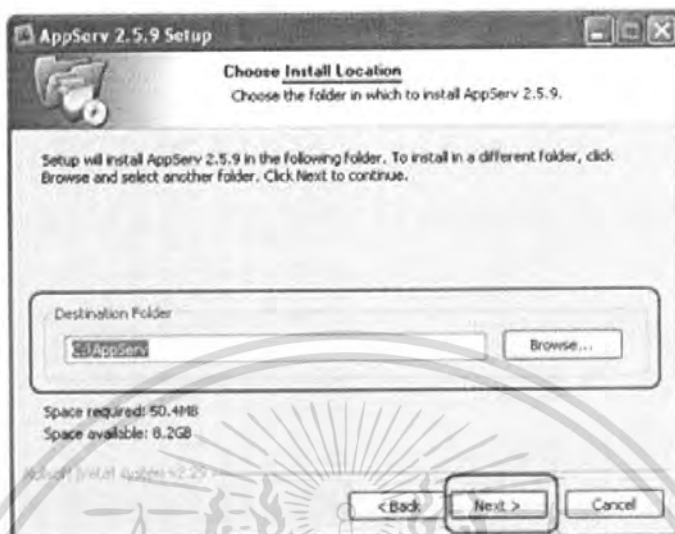 AppServ 2.5.9 Setup
Choose Install Location
Choose the folder in which to install AppServ 2.5.9.
Setup will install AppServ 2.5.9 in the following folder. To install in a different folder, click
Browse and select another folder. Click Next to continue.
Destination Folder
C:\AppServ
Browse...
Space required: 50.4MB
Space available: 8.2GB
Nullsoft Install System
< Back
Next >
Cancel